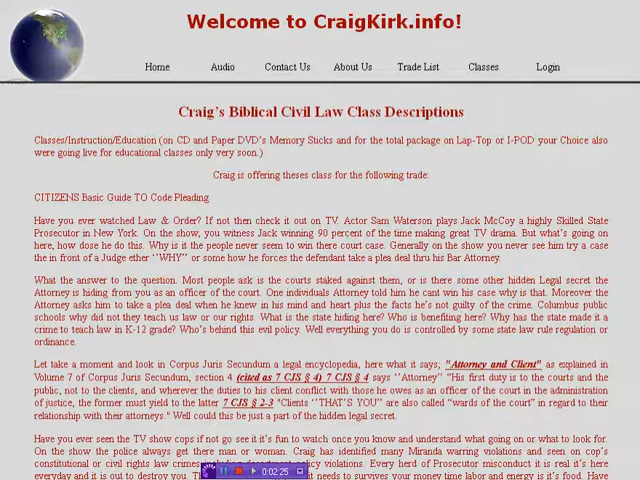 Welcome to CraigKirk.info!
Home Audio Contact Us About Us Trade List Classes Login
Craig's Biblical Civil Law Class Descriptions
Classes/Instruction/Education (on CD and Paper DVD's Memory Sticks and for the total package on Lap-Top or I-POD your Choice also
were going live for educational classes only very soon.)
Craig is offering theses class for the following trade:
CITIZENS Basic Guide TO Code Pleading
Have you ever watched Law & Order? If not then check it out on TV. Actor Sam Waterson plays Jack McCoy a highly Skilled State
Prosecutor in New York. On the show, you witness Jack winning 90 percent of the time making great TV drama. But what's going on
here, how dose he do this. Why is it the people never seem to win there court case. Generally on the show you never see him try a case
the in front of a Judge ether ''WHY'' or some how he forces the defendant take a plea deal thru his Bar Attorney.
What the answer to the question. Most people ask is the courts staked against them, or is there some other hidden Legal secret the
Attorney is hiding from you as an officer of the court. One individuals Attorney told him he cant win his case why is that. Moreover the
Attorney asks him to take a plea deal when he knew in his mind and heart plus the facts he's not guilty of the crime. Columbus public
schools why did not they teach us law or our rights. What is the state hiding here? Who is benefiting here? Why has the state made it a
crime to teach law in K-12 grade? Who's behind this evil policy. Well everything you do is controlled by some state law rule regulation or
ordinance.
Let take a moment and look in Corpus Juris Secundum a legal encyclopedia, here what it says; "Attorney and Client" as explained in
Volume 7 of Corpus Juris Secundum, section 4 (cited as 7 CJS § 4) 7 CJS § 4 says ''Attorney'' "His first duty is to the courts and the
public, not to the clients, and wherever the duties to his client conflict with those he owes as an officer of the court in the administration
of justice, the former must yield to the latter 7 CJS § 2-3 "Clients ''THAT'S YOU'' are also called "wards of the court" in regard to their
relationship with their attorneys." Well could this be just a part of the hidden legal secret.
Have you ever seen the TV show cops if not go see it it's fun to watch once you know and understand what going on or what to look for.
On the show the police always get there man or woman. Craig has identified many Miranda warring violations and seen on cop's
constitutional or civil rights law crimes including department policy violations. Every herd of Prosecutor misconduct it is real it's here
everyday and it is out to destroy you. it needs to survives your money time labor and energy is it's food. Have
0:02:25